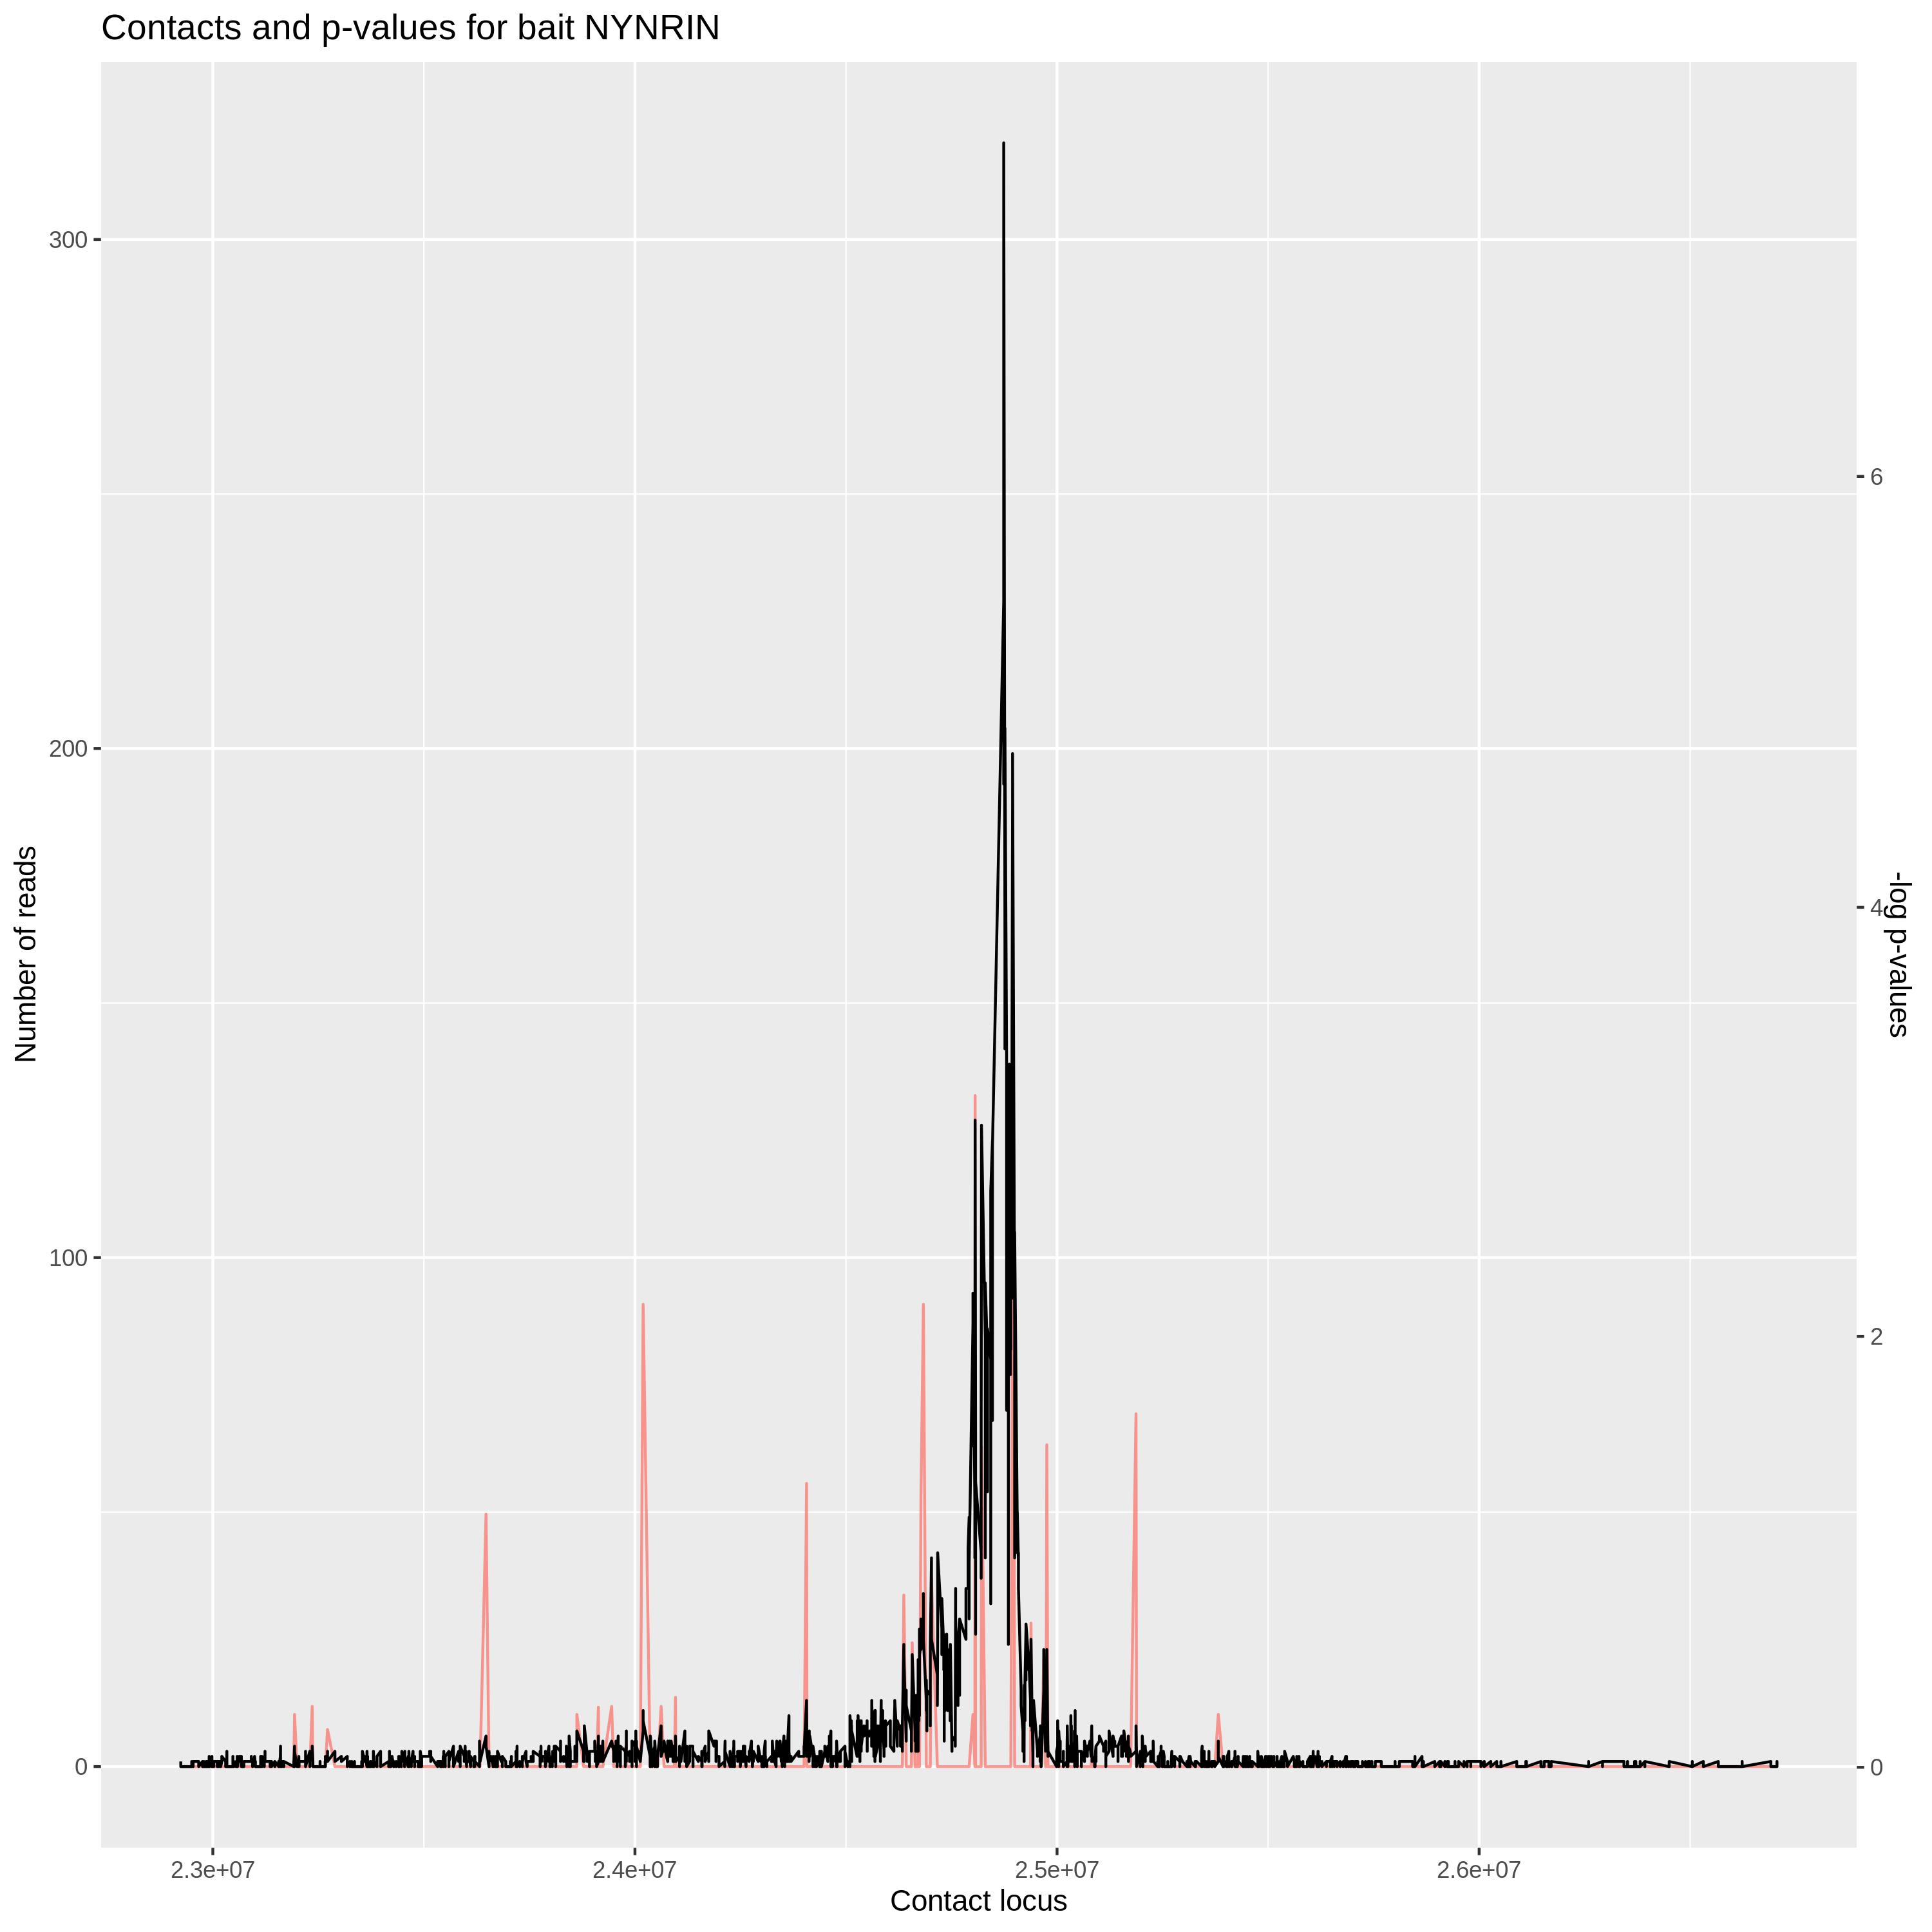 Contacts and p-values for bait NYNRIN
300
200
100
0
Number of reads
6
4
2
0
-log p-values
2.3e+07
2.4e+07
2.5e+07
2.6e+07
Contact locus